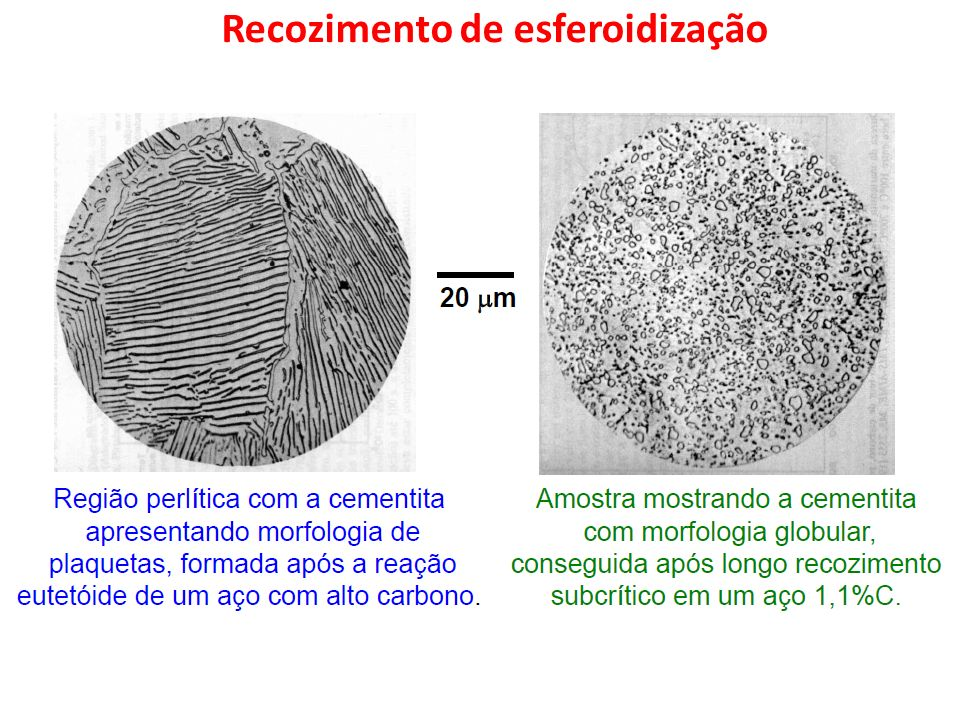 Recozimento de esferoidização
20 μm
Região perlítica com a cementita
apresentando morfologia de
plaquetas, formada após a reação
eutetóide de um aço com alto carbono.
Amostra mostrando a cementita
com morfologia globular,
conseguida após longo recozimento
subcrítico em um aço 1,1%C.